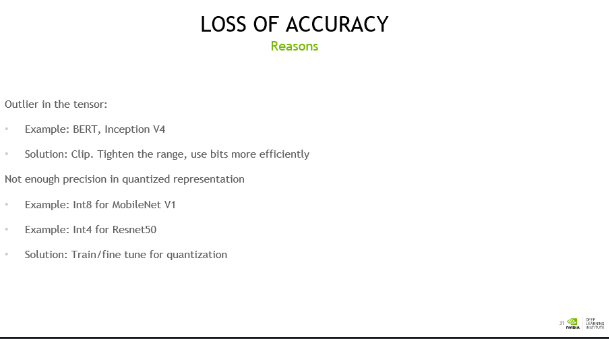 LOSS OF ACCURACY
Reasons
Outlier in the tensor:
• Example: BERT, Inception V4
• Solution: Clip. Tighten the range, use bits more efficiently
Not enough precision in quantized representation
• Example: Int8 for MobileNet V1
• Example: Int4 for Resnet50
• Solution: Train/fine tune for quantization
NVIDIA
DEEP
LEARNING
INSTITUTE